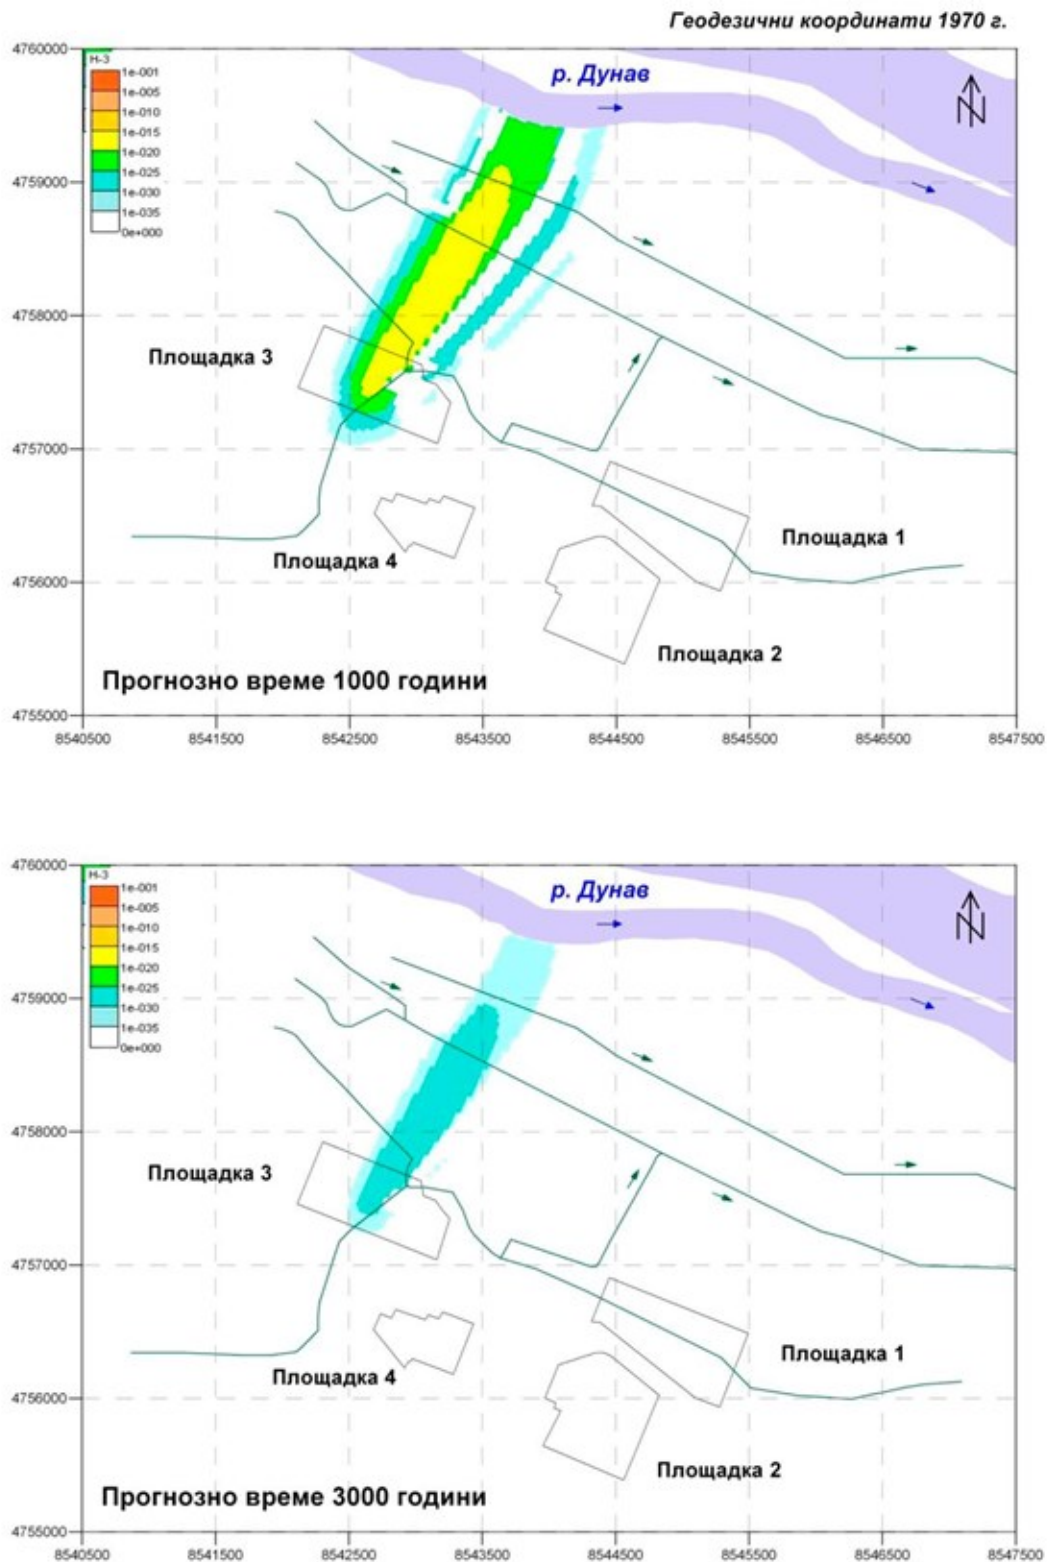 Геодезични координати 1970 г.
4760000
H-3
1e-001
1e-005
1e-010
1e-015
1e-020
1e-025
1e-030
1e-035
0e+000
р. Дунав
N
4759000
4758000
Площадка 3
4757000
Площадка 1
Площадка 4
4756000
Площадка 2
Прогнозно време 1000 години
4755000
8540500 8541500 8542500 8543500 8544500 8545500 8546500 8547500
4760000
H-3
1e-001
1e-005
1e-010
1e-015
1e-020
1e-025
1e-030
1e-035
0e+000
р. Дунав
N
4759000
4758000
Площадка 3
4757000
Площадка 1
Площадка 4
4756000
Площадка 2
Прогнозно време 3000 години
4755000
8540500 8541500 8542500 8543500 8544500 8545500 8546500 8547500